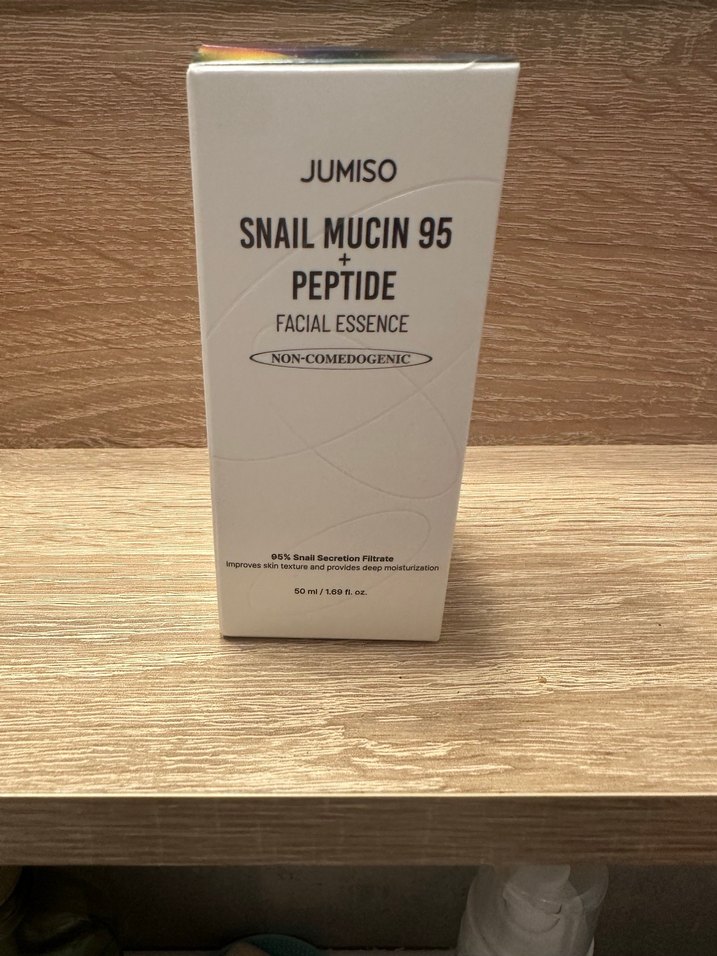 JUMISO
SNAIL MUCIN 95
+
PEPTIDE
FACIAL ESSENCE
NON-COMEDOGENIC
95% Snail Secretion Filtrate
Improves skin texture and provides deep moisturization
50 ml / 1.69 fl. oz.